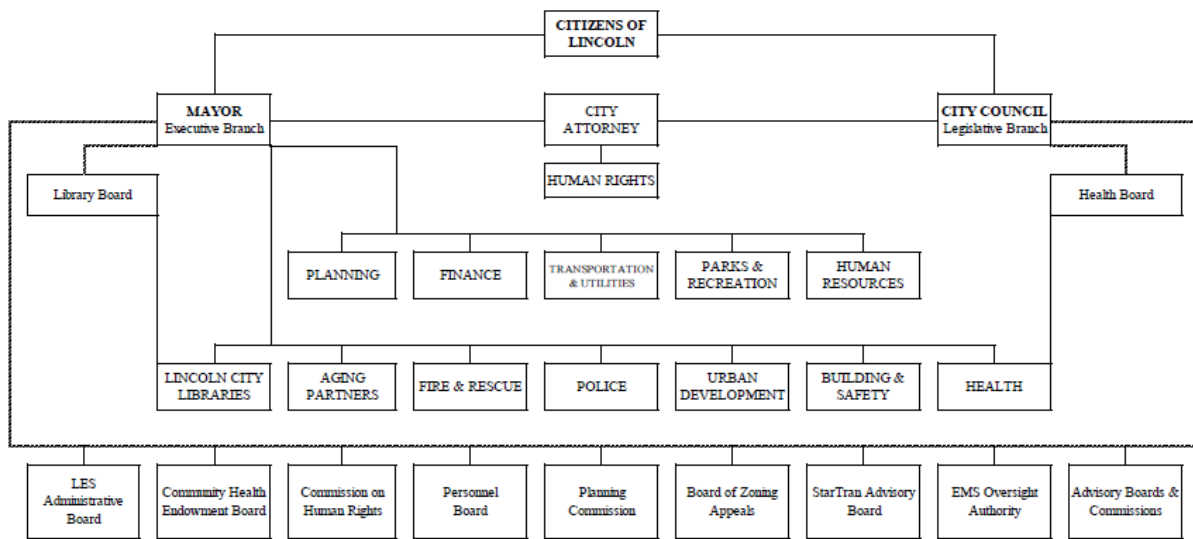 CITIZENS OF
LINCOLN
MAYOR
Executive Branch
CITY
ATTORNEY
CITY COUNCIL
Legislative Branch
HUMAN RIGHTS
Library Board
Health Board
PLANNING
FINANCE
TRANSPORTATION
& UTILITIES
PARKS &
RECREATION
HUMAN
RESOURCES
LINCOLN CITY
LIBRARIES
AGING
PARTNERS
FIRE & RESCUE
POLICE
URBAN
DEVELOPMENT
BUILDING &
SAFETY
HEALTH
LES
Administrative
Board
Community Health
Endowment Board
Commission on
Human Rights
Personnel
Board
Planning
Commission
Board of Zoning
Appeals
StarTran Advisory
Board
EMS Oversight
Authority
Advisory Boards &
Commissions